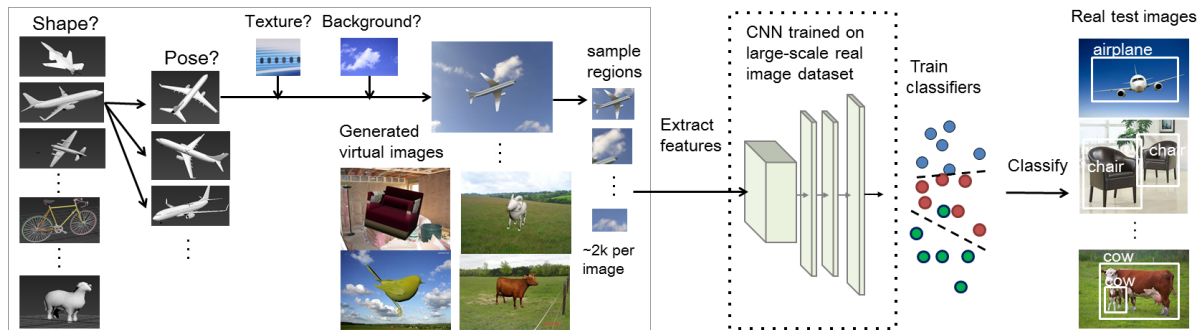 Shape?
Pose?
Texture?
Background?
Generated
virtual images
sample
regions
~2k per
image
Extract
features
CNN trained on
large-scale real
image dataset
Train
classifiers
Classify
Real test images
airplane
chair
chair
cow
cow